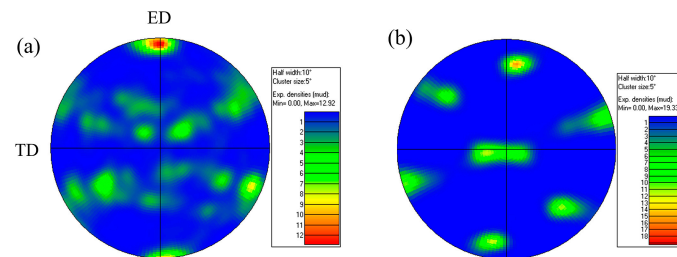 ED
(a)
(b)
TD
Half width:10°
Cluster size:5°
Exp. densities (mud):
Min= 0.00, Max=12.92
1
2
3
4
5
6
7
8
9
10
11
12
Half width:10°
Cluster size:5°
Exp. densities (mud):
Min= 0.00, Max=19.33
1
2
3
4
5
6
7
8
9
10
11
12
13
14
15
16
17
18